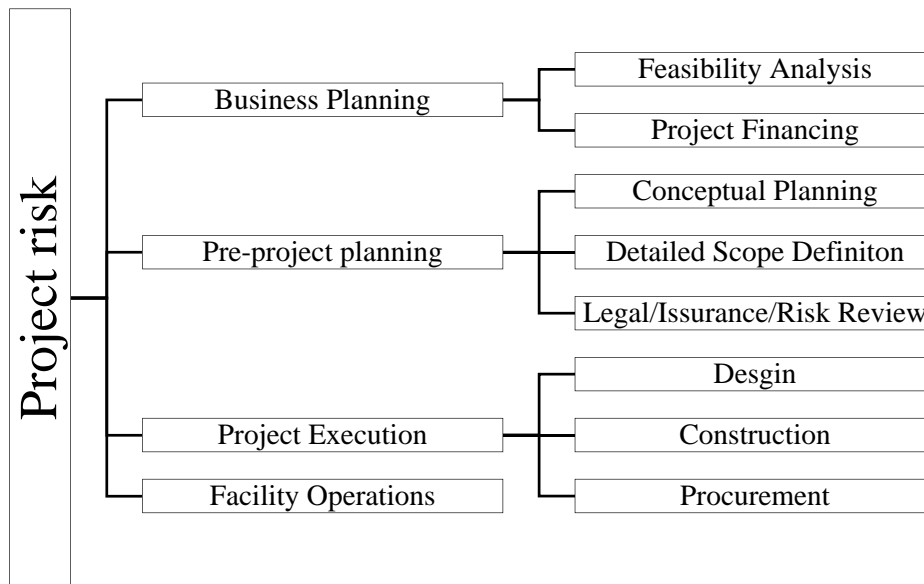 Project risk
Business Planning
Feasibility Analysis
Project Financing
Pre-project planning
Conceptual Planning
Detailed Scope Definiton
Legal/Issurance/Risk Review
Project Execution
Desgin
Construction
Procurement
Facility Operations